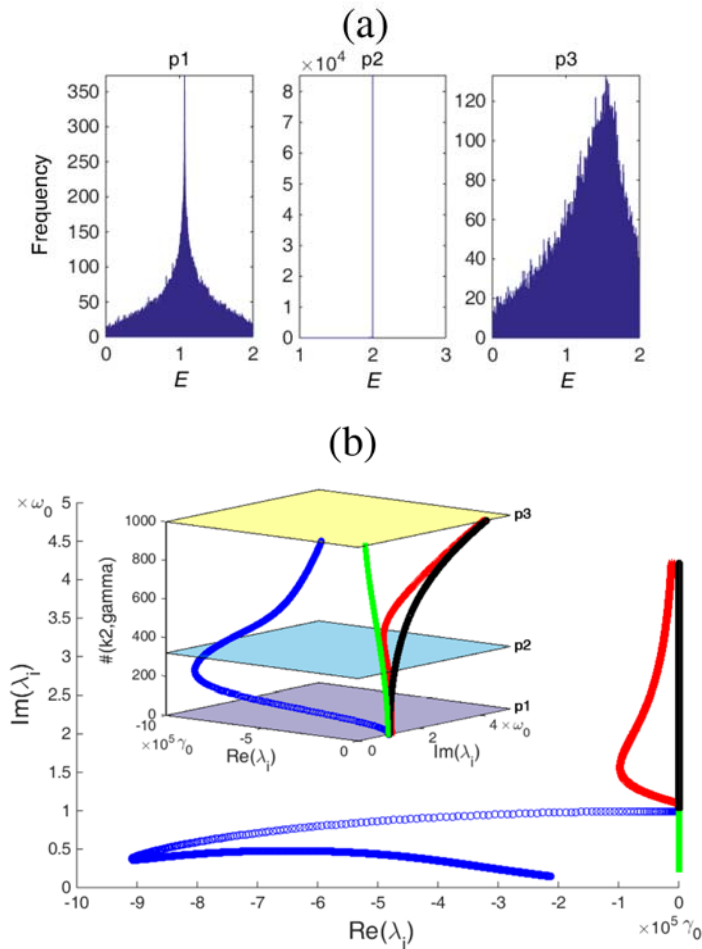 (a)
p1
p2
p3
×10⁴
350
300
250
200
150
100
50
0
8
7
6
5
4
3
2
1
0
120
100
80
60
40
20
0
Frequency
0 1 2
1 2 3
0 1 2
E
E
E
(b)
×ω₀
5
4.5
4
3.5
3
2.5
2
1.5
1
0.5
0
Im(λᵢ)
1000
800
600
400
200
0
#(k2,gamma)
p3
p2
p1
-10
-5
0
×10⁵ γ₀
Re(λᵢ)
0
2
4 ×ω₀
Im(λᵢ)
-10 -9 -8 -7 -6 -5 -4 -3 -2 -1 0
Re(λᵢ)
×10⁵ γ₀